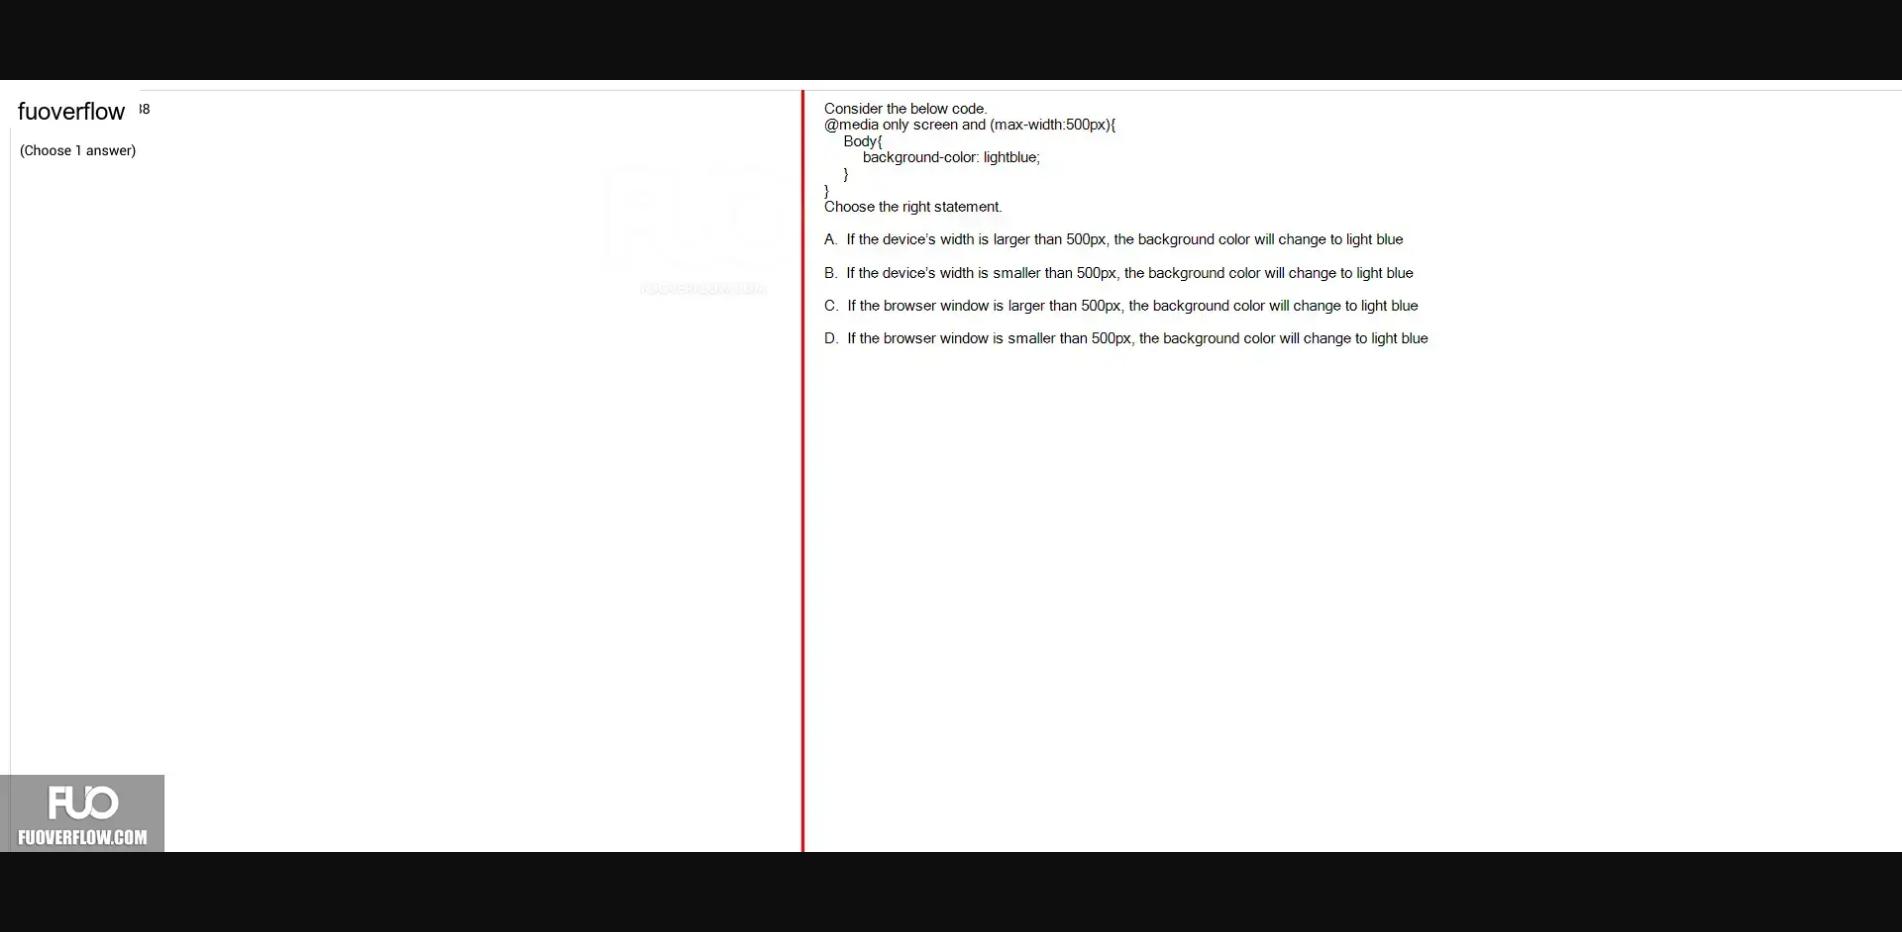 fuoverflow 38
(Choose 1 answer)
Consider the below code.
@media only screen and (max-width:500px){
Body{
background-color: lightblue;
}
}
Choose the right statement.
A. If the device's width is larger than 500px, the background color will change to light blue
B. If the device's width is smaller than 500px, the background color will change to light blue
C. If the browser window is larger than 500px, the background color will change to light blue
D. If the browser window is smaller than 500px, the background color will change to light blue
FUO
FUOVERFLOW.COM
FUO
FUOVERFLOW.COM